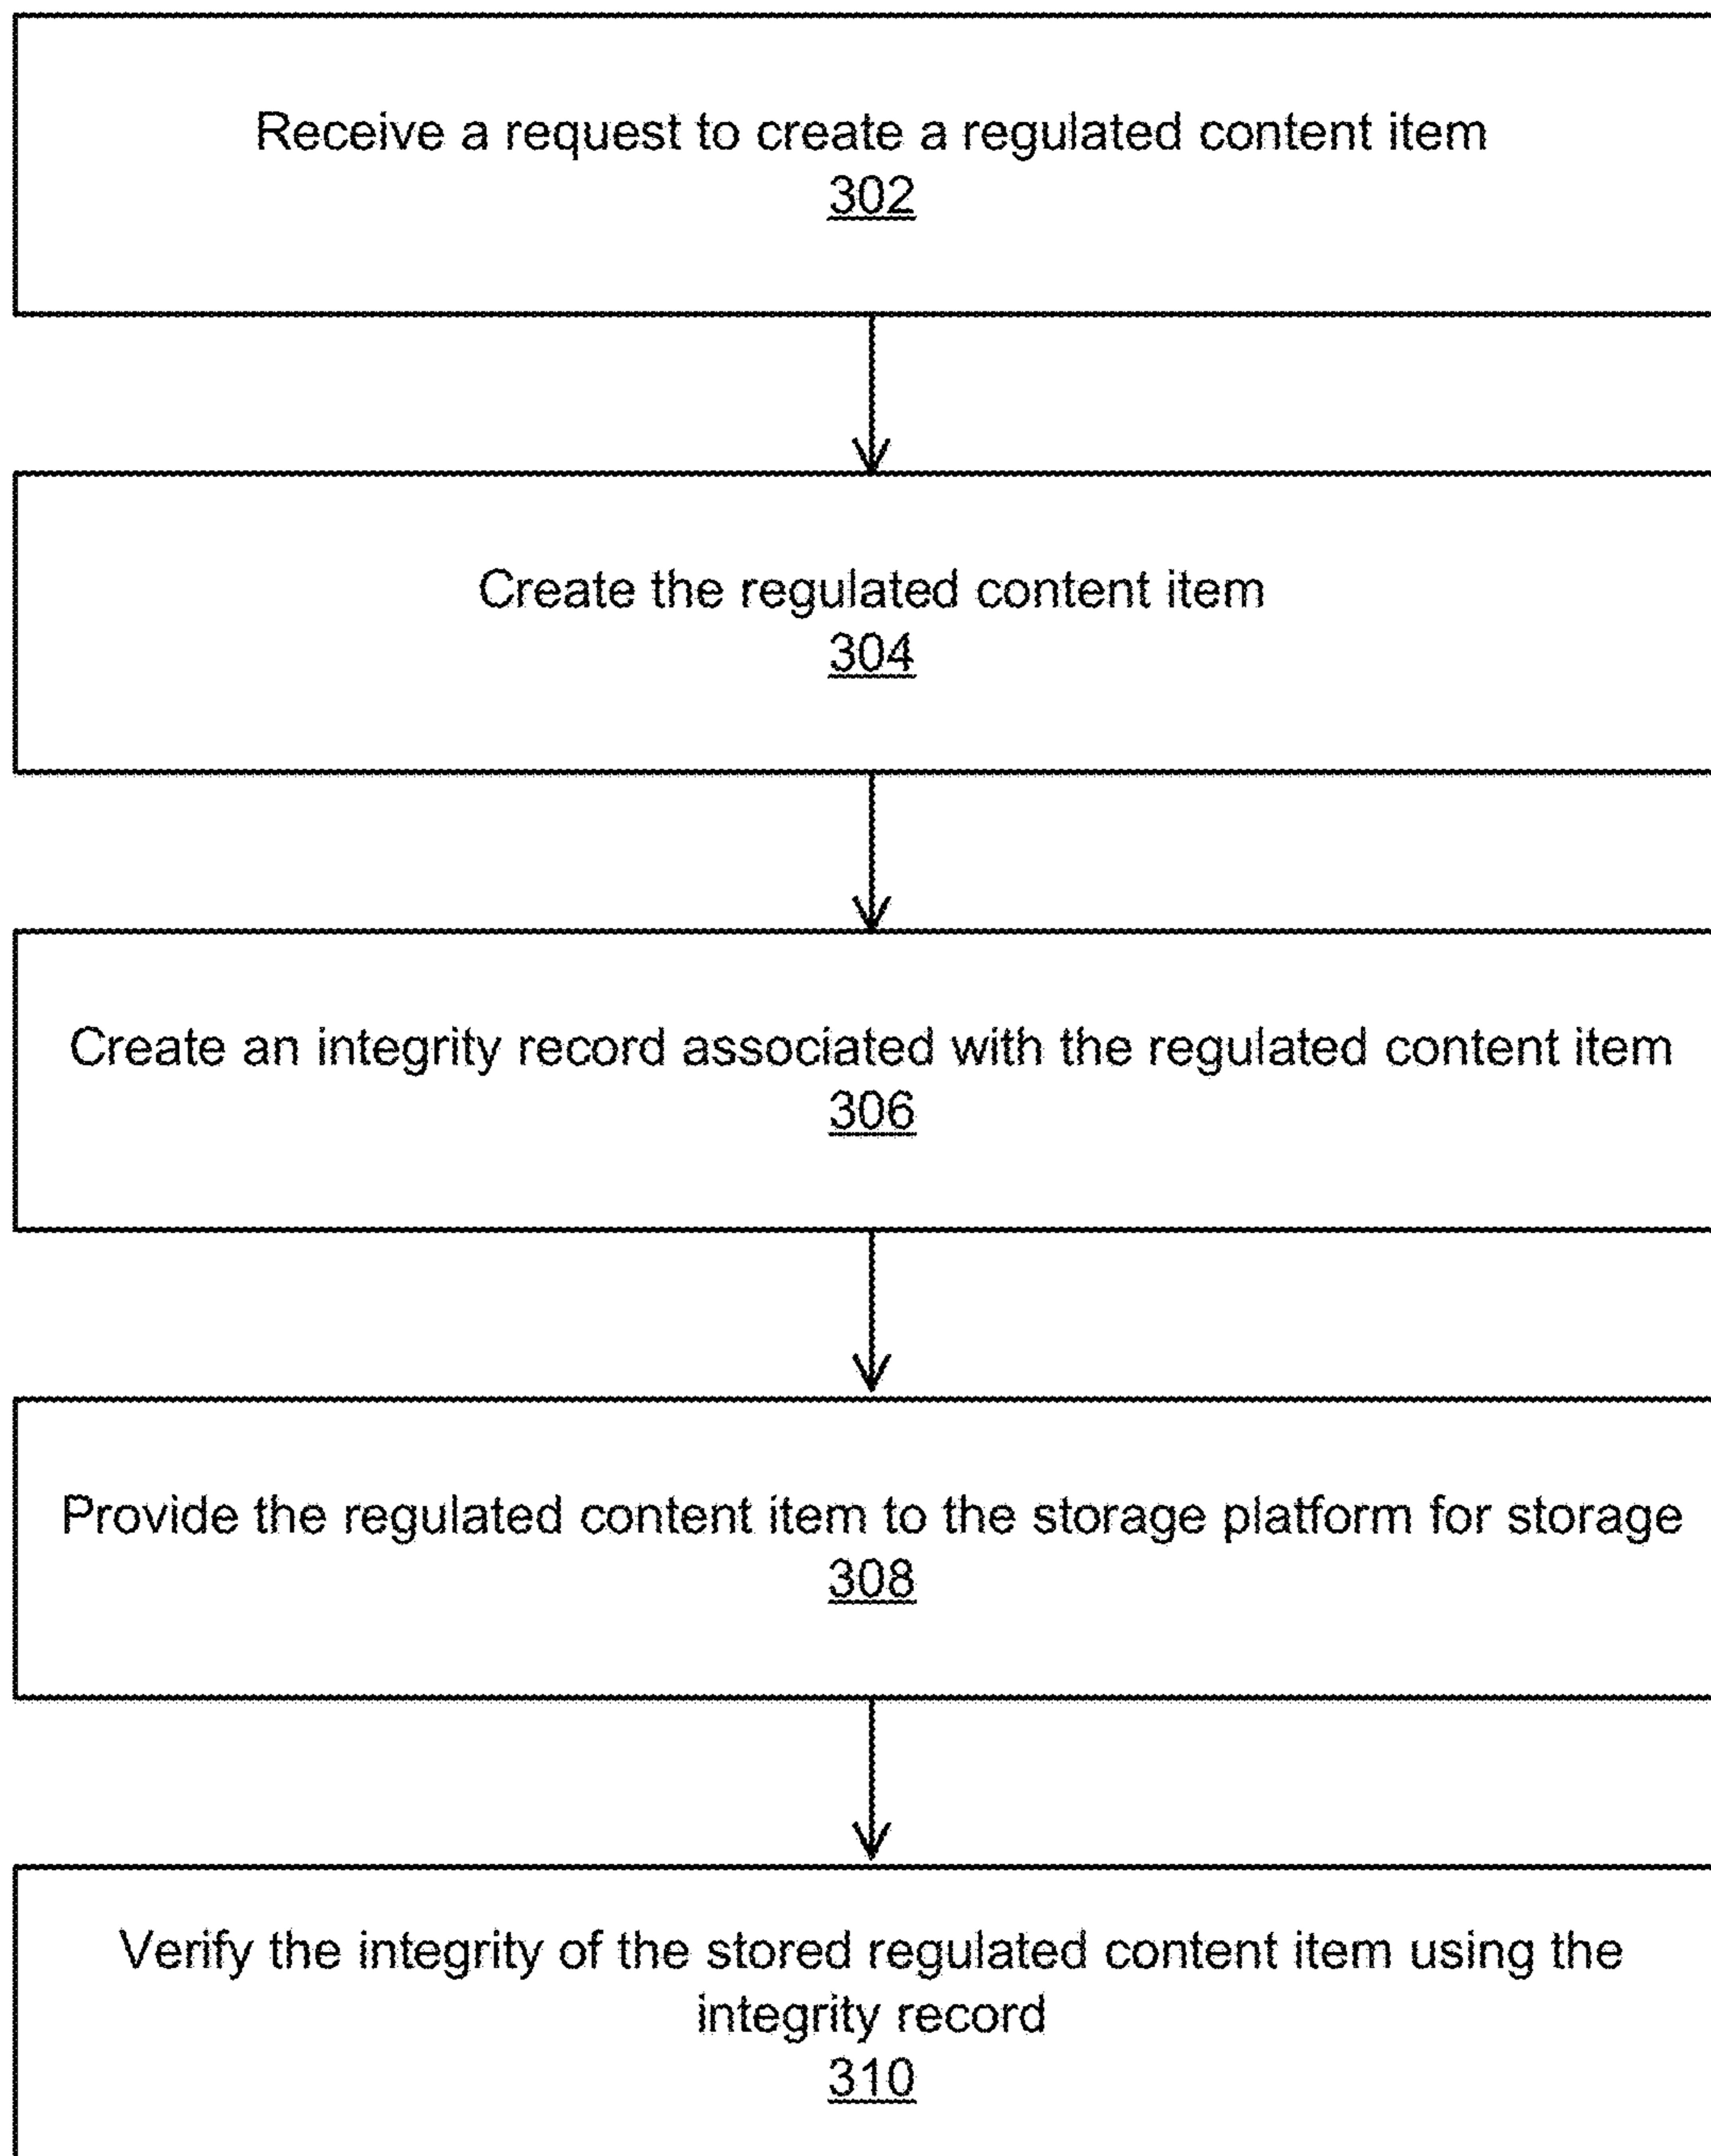 Receive a request to create a regulated content item
302
Create the regulated content item
304
Create an integrity record associated with the regulated content item
306
Provide the regulated content item to the storage platform for storage
308
Verify the integrity of the stored regulated content item using the
integrity record
310